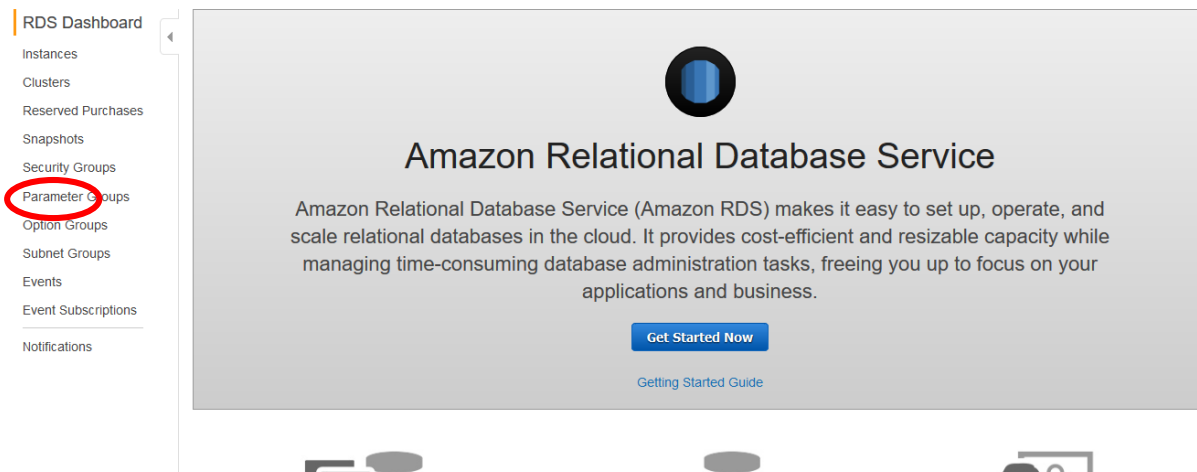 RDS Dashboard
Instances
Clusters
Reserved Purchases
Snapshots
Security Groups
Parameter Groups
Option Groups
Subnet Groups
Events
Event Subscriptions
Notifications
Amazon Relational Database Service
Amazon Relational Database Service (Amazon RDS) makes it easy to set up, operate, and
scale relational databases in the cloud. It provides cost-efficient and resizable capacity while
managing time-consuming database administration tasks, freeing you up to focus on your
applications and business.
Get Started Now
Getting Started Guide